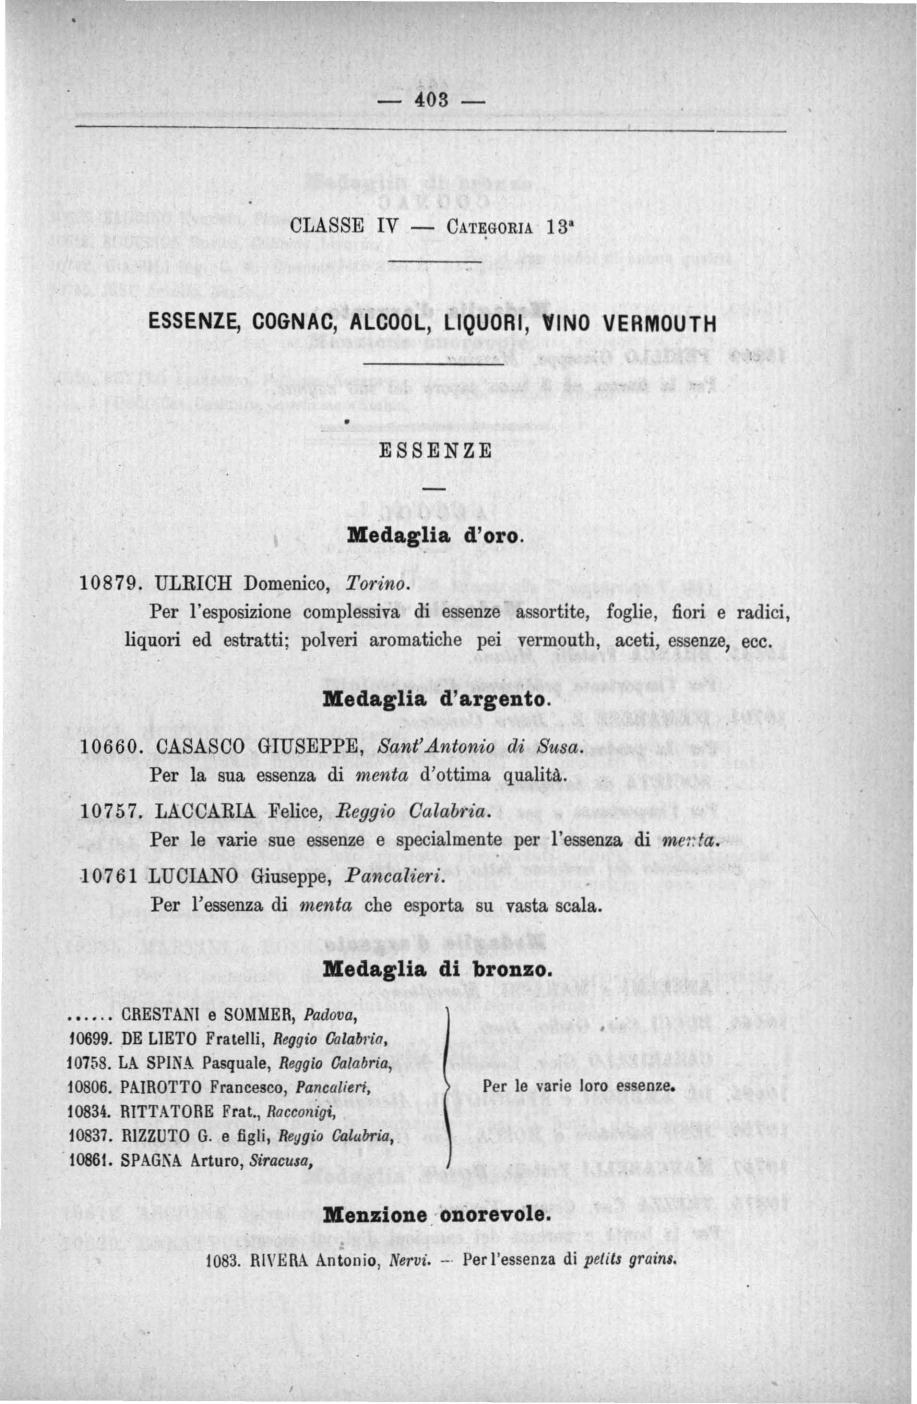 — 403 —
CLASSE IV — CATEGORIA 13ª
ESSENZE, COGNAC, ALCOOL, LIQUORI, VINO VERMOUTH
ESSENZE
Medaglia d'oro.
10879. ULRICH Domenico, Torino.
Per l'esposizione complessiva di essenze assortite, foglie, fiori e radici,
liquori ed estratti; polveri aromatiche pei vermouth, aceti, essenze, ecc.
Medaglia d'argento.
10660. CASASCO GIUSEPPE, Sant'Antonio di Susa.
Per la sua essenza di menta d'ottima qualità.
10757. LACCARIA Felice, Reggio Calabria.
Per le varie sue essenze e specialmente per l'essenza di menta.
10761 LUCIANO Giuseppe, Pancalieri.
Per l'essenza di menta che esporta su vasta scala.
Medaglia di bronzo.
...... CRESTANI e SOMMER, Padova,
10699. DE LIETO Fratelli, Reggio Calabria,
10758. LA SPINA Pasquale, Reggio Calabria,
10806. PAIROTTO Francesco, Pancalieri,
10834. RITTATORE Frat., Racconigi,
10837. RIZZUTO G. e figli, Reggio Calabria,
10861. SPAGNA Arturo, Siracusa,
Per le varie loro essenze.
Menzione onorevole.
1083. RIVERA Antonio, Nervi. — Per l'essenza di petits grains.